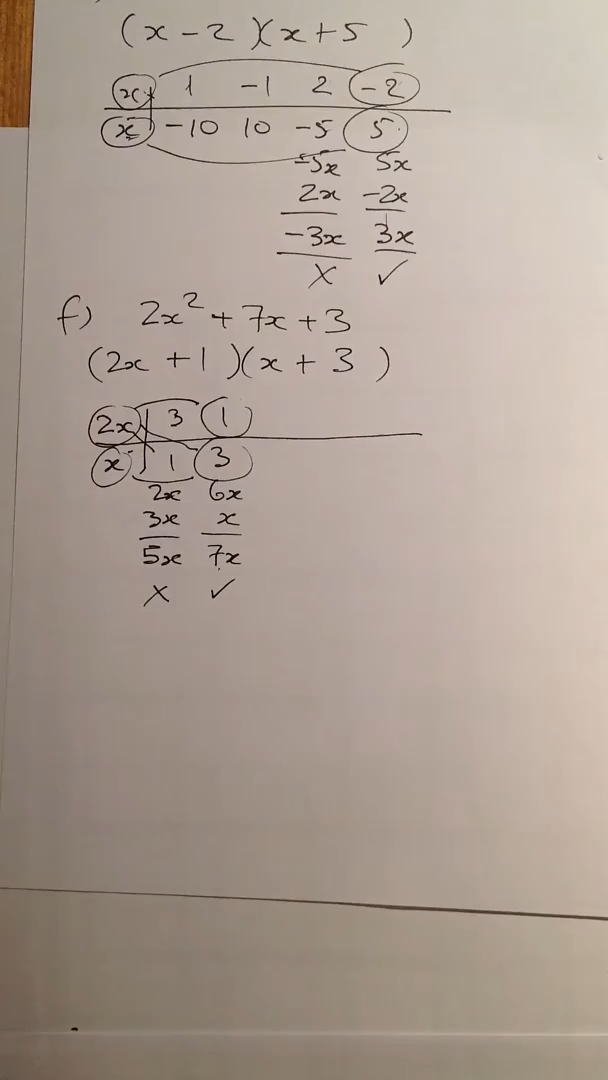 (x - 2)(x + 5 )
x 1 -1 2 -2
x -10 10 -5 5
-5x 5x
2x -2x
-3x 3x
x ✓
f) 2x² + 7x + 3
(2x + 1 )(x + 3 )
2x 3 1
x 1 3
2x 6x
3x x
5x 7x
x ✓